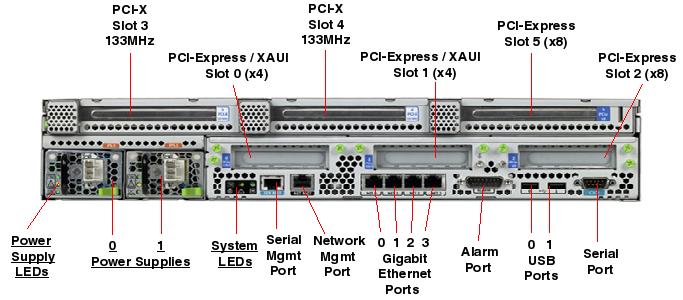 PCI-X
Slot 3
133MHz
PCI-X
Slot 4
133MHz
PCI-Express / XAUI
Slot 0 (x4)
PCI-Express / XAUI
Slot 1 (x4)
PCI-Express
Slot 5 (x8)
PCI-Express
Slot 2 (x8)
Power
Supply
LEDs
0 1
Power Supplies
System
LEDs
Serial
Mgmt
Port
Network
Mgmt
Port
0 1 2 3
Gigabit
Ethernet
Ports
Alarm
Port
0 1
USB
Ports
Serial
Port